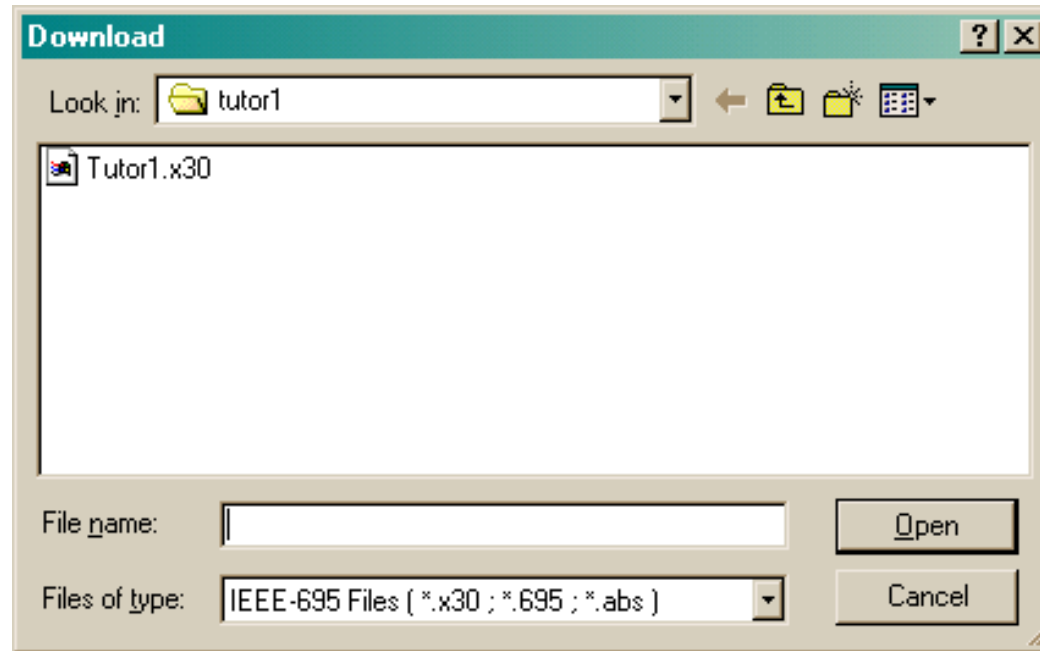 Download
Look in: tutor1
Tutor1.x30
File name: Open
Files of type: IEEE-695 Files ( *.x30 ; *.695 ; *.abs ) Cancel